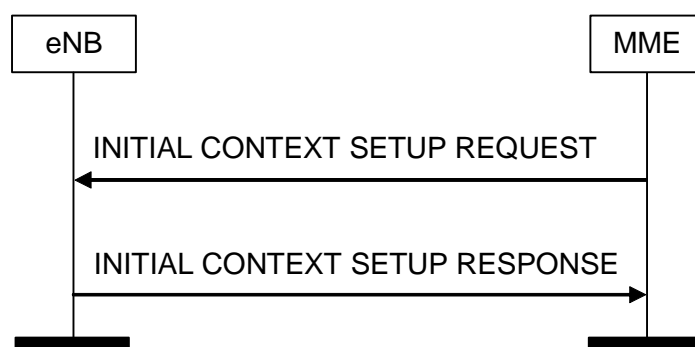 eNB
MME
INITIAL CONTEXT SETUP REQUEST
INITIAL CONTEXT SETUP RESPONSE